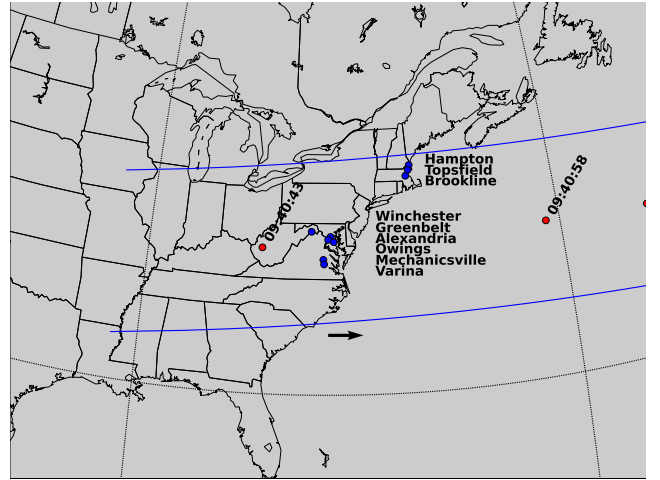 Hampton
Topsfield
Brookline
09:40:43
09:40:58
Winchester
Greenbelt
Alexandria
Owings
Mechanicsville
Varina